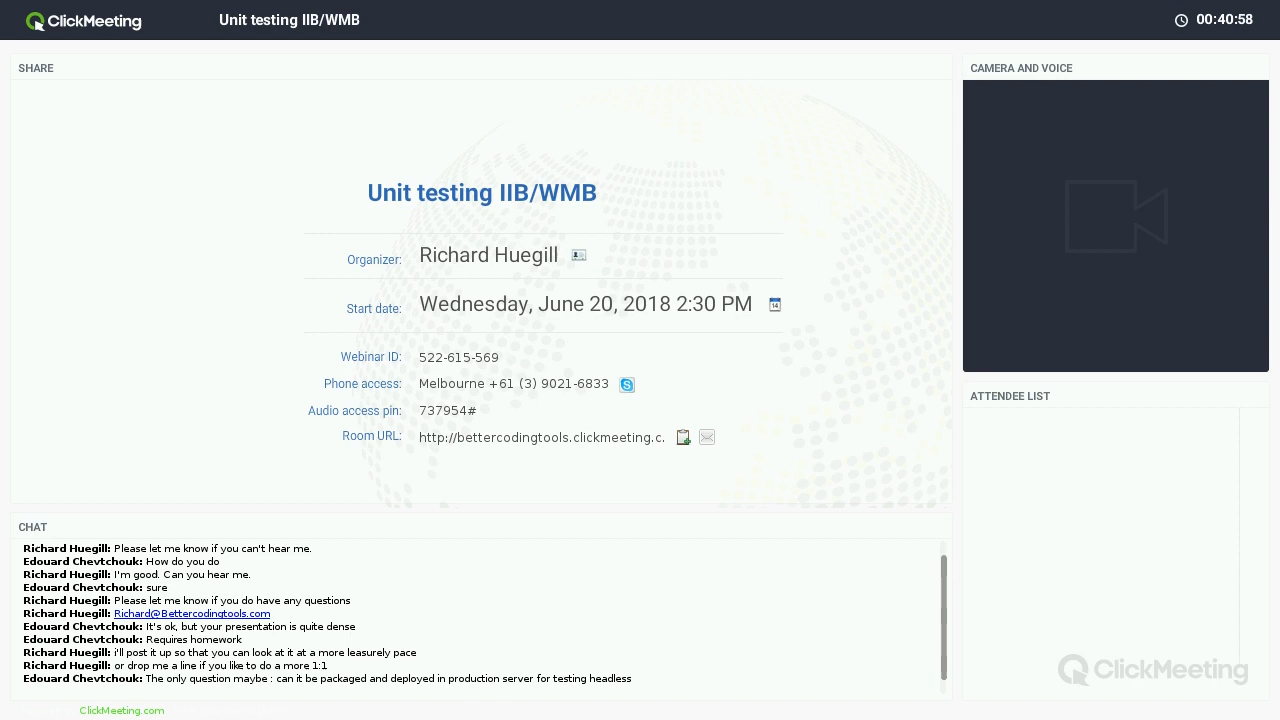 ClickMeeting
Unit testing IIB/WMB
00:40:58
SHARE
CAMERA AND VOICE
Unit testing IIB/WMB
Organizer: Richard Huegill
Start date: Wednesday, June 20, 2018 2:30 PM
14
Webinar ID: 522-615-569
Phone access: Melbourne +61 (3) 9021-6833
Audio access pin: 737954#
Room URL: http://bettercodingtools.clickmeeting.c.
ATTENDEE LIST
CHAT
Richard Huegill: Please let me know if you can't hear me.
Edouard Chevtchouk: How do you do
Richard Huegill: I'm good. Can you hear me.
Edouard Chevtchouk: sure
Richard Huegill: Please let me know if you do have any questions
Richard Huegill: Richard@Bettercodingtools.com
Edouard Chevtchouk: It's ok, but your presentation is quite dense
Edouard Chevtchouk: Requires homework
Richard Huegill: i'll post it up so that you can look at it at a more leasurely pace
Richard Huegill: or drop me a line if you like to do a more 1:1
Edouard Chevtchouk: The only question maybe : can it be packaged and deployed in production server for testing headless
ClickMeeting
ClickMeeting.com